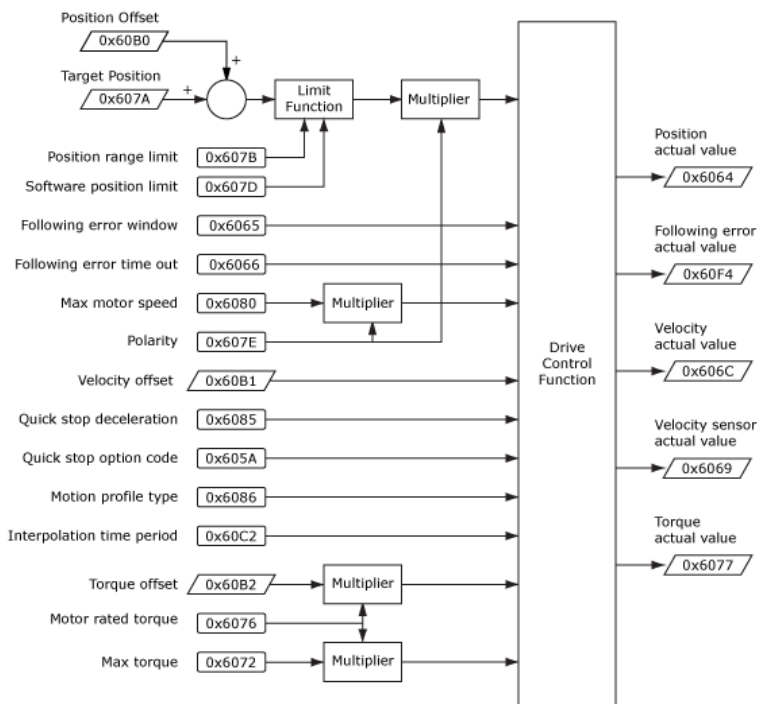 Position Offset
0x60B0
+
Target Position
+
0x607A
Limit
Function
Multiplier
Position range limit
0x607B
Software position limit
0x607D
Following error window
0x6065
Following error time out
0x6066
Max motor speed
0x6080
Multiplier
Polarity
0x607E
Velocity offset
0x60B1
Quick stop deceleration
0x6085
Quick stop option code
0x605A
Motion profile type
0x6086
Interpolation time period
0x60C2
Torque offset
0x60B2
Multiplier
Motor rated torque
0x6076
Max torque
0x6072
Multiplier
Drive
Control
Function
Position
actual value
0x6064
Following error
actual value
0x60F4
Velocity
actual value
0x606C
Velocity sensor
actual value
0x6069
Torque
actual value
0x6077